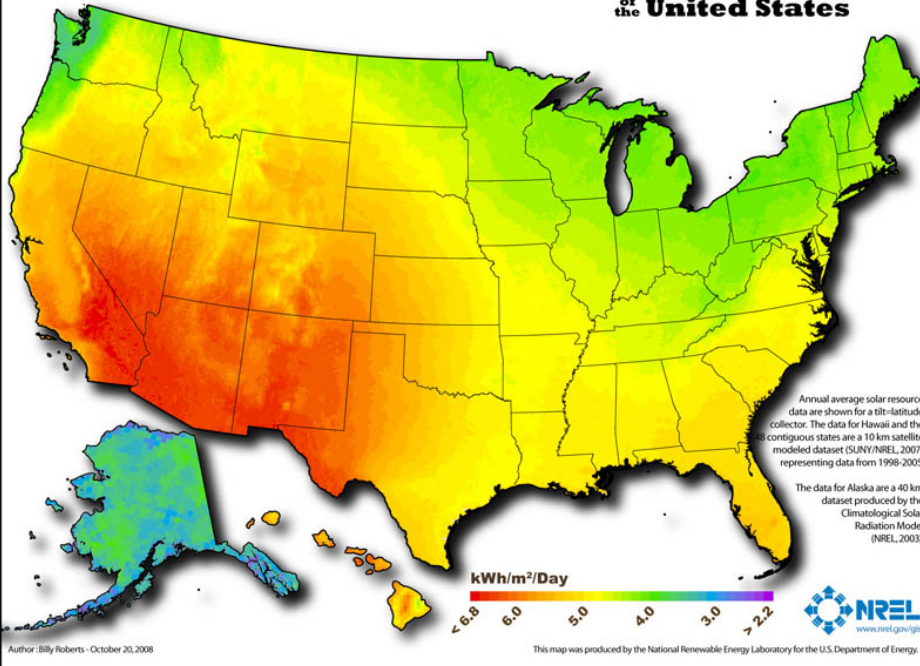 of
the United States
Annual average solar resource
data are shown for a tilt=latitude
collector. The data for Hawaii and the
48 contiguous states are a 10 km satellite
modeled dataset (SUNY/NREL, 2007)
representing data from 1998-2005
The data for Alaska are a 40 km
dataset produced by the
Climatological Solar
Radiation Model
(NREL, 2003)
kWh/m²/Day
< 6.8
6.0
5.0
4.0
3.0
> 2.2
NREL
www.nrel.gov/gis
Author: Billy Roberts - October 20, 2008
This map was produced by the National Renewable Energy Laboratory for the U.S. Department of Energy.